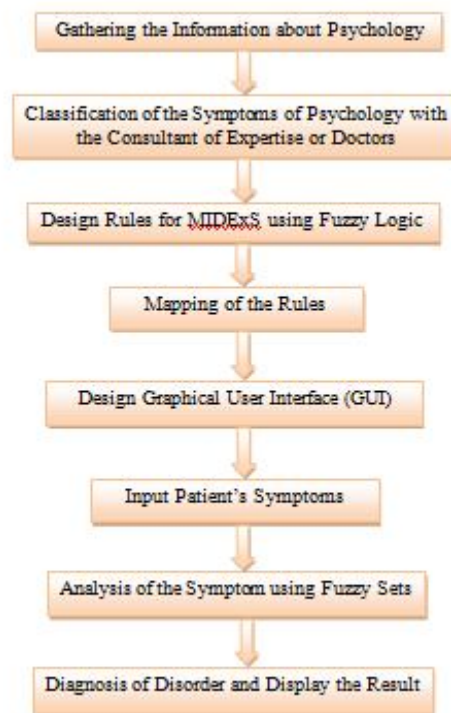 Gathering the Information about Psychology
Classification of the Symptoms of Psychology with
the Consultant of Expertise or Doctors
Design Rules for MIDExS using Fuzzy Logic
Mapping of the Rules
Design Graphical User Interface (GUI)
Input Patient's Symptoms
Analysis of the Symptom using Fuzzy Sets
Diagnosis of Disorder and Display the Result